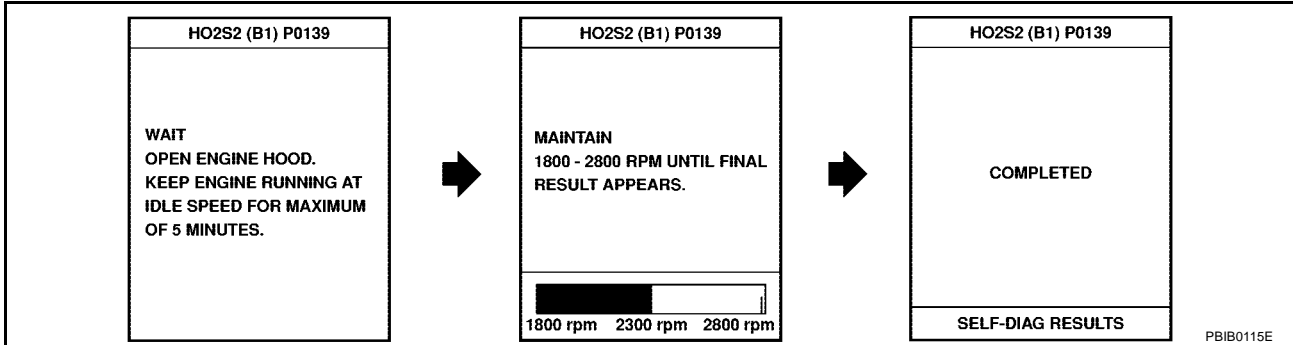 HO2S2 (B1) P0139
WAIT
OPEN ENGINE HOOD.
KEEP ENGINE RUNNING AT
IDLE SPEED FOR MAXIMUM
OF 5 MINUTES.
HO2S2 (B1) P0139
MAINTAIN
1800 - 2800 RPM UNTIL FINAL
RESULT APPEARS.
1800 rpm 2300 rpm 2800 rpm
HO2S2 (B1) P0139
COMPLETED
SELF-DIAG RESULTS
PBIB0115E